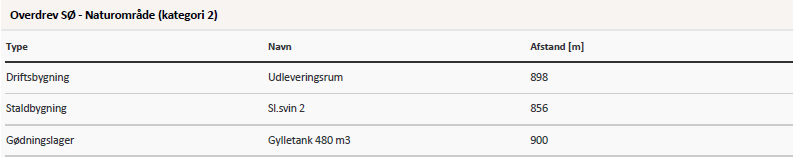 Overdrev SØ - Naturområde (kategori 2)
Type Navn Afstand [m]
Driftsbygning Udleveringsrum 898
Staldbygning Sl.svin 2 856
Gødningslager Gylletank 480 m3 900